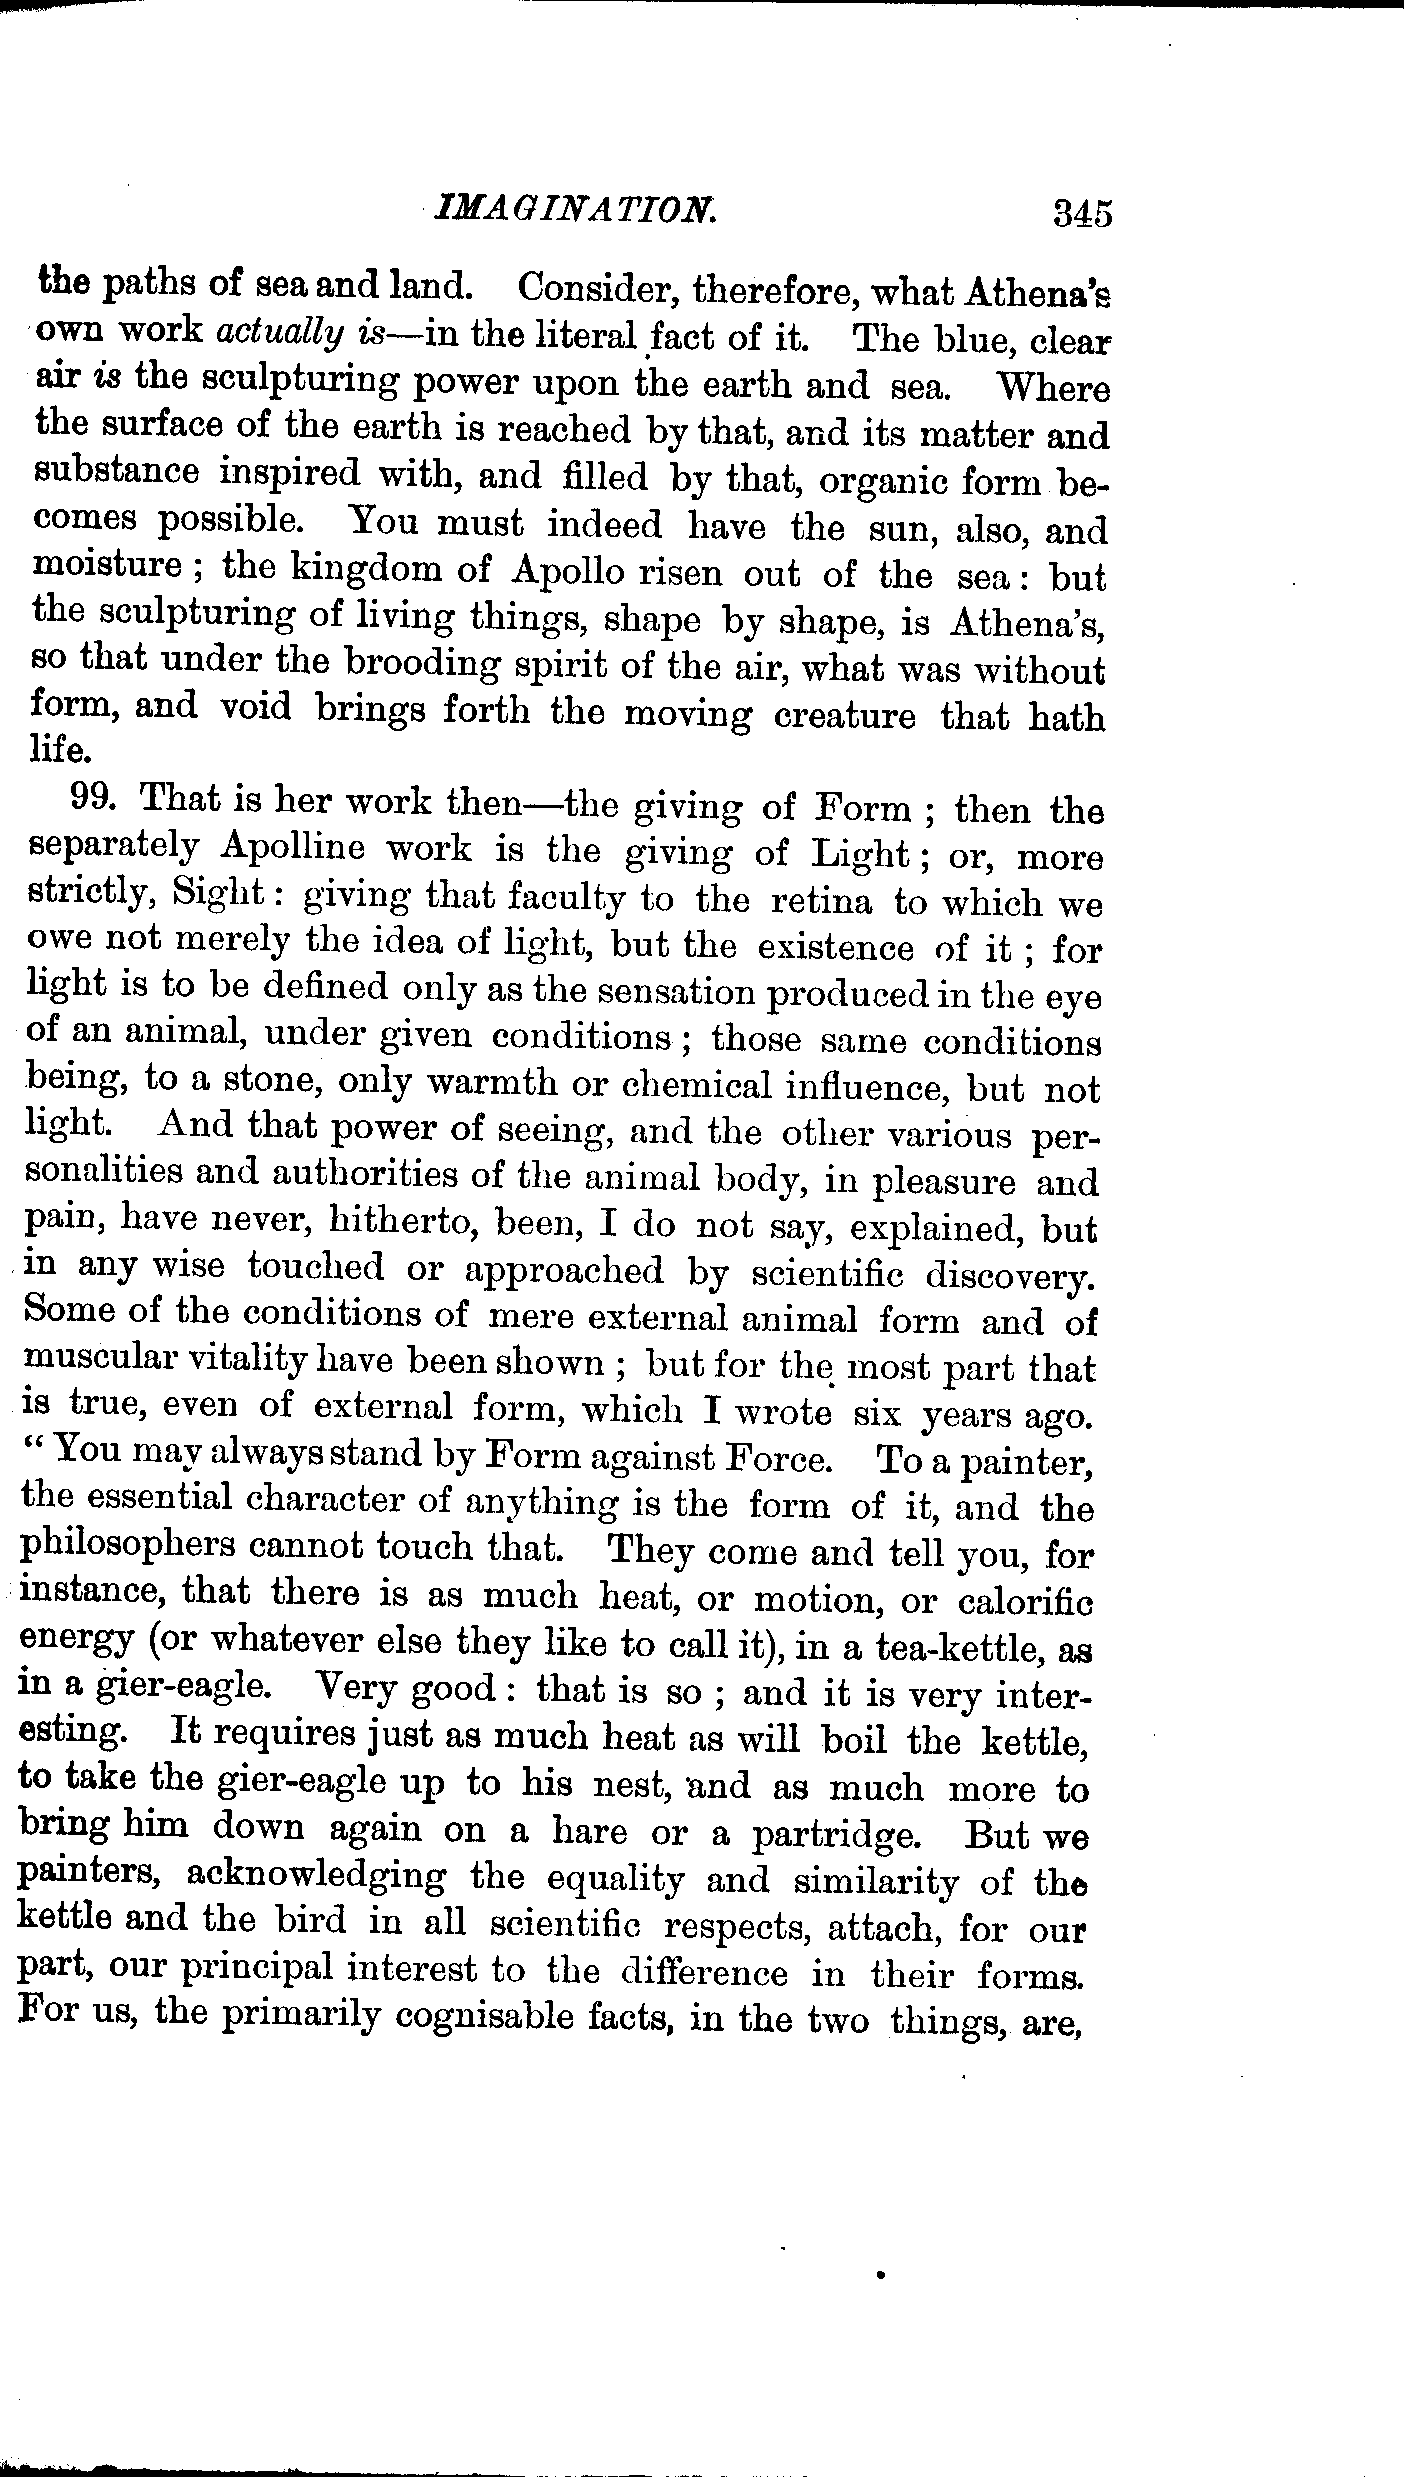 IMAGINATION. 345
the paths of sea and land. Consider, therefore, what Athena's
own work actually is—in the literal fact of it. The blue, clear
air is the sculpturing power upon the earth and sea. Where
the surface of the earth is reached by that, and its matter and
substance inspired with, and filled by that, organic form be-
comes possible. You must indeed have the sun, also, and
moisture ; the kingdom of Apollo risen out of the sea : but
the sculpturing of living things, shape by shape, is Athena's,
so that under the brooding spirit of the air, what was without
form, and void brings forth the moving creature that hath
life.
99. That is her work then—the giving of Form ; then the
separately Apolline work is the giving of Light ; or, more
strictly, Sight : giving that faculty to the retina to which we
owe not merely the idea of light, but the existence of it ; for
light is to be defined only as the sensation produced in the eye
of an animal, under given conditions ; those same conditions
being, to a stone, only warmth or chemical influence, but not
light. And that power of seeing, and the other various per-
sonalities and authorities of the animal body, in pleasure and
pain, have never, hitherto, been, I do not say, explained, but
in any wise touched or approached by scientific discovery.
Some of the conditions of mere external animal form and of
muscular vitality have been shown ; but for the most part that
is true, even of external form, which I wrote six years ago.
“ You may always stand by Form against Force. To a painter,
the essential character of anything is the form of it, and the
philosophers cannot touch that. They come and tell you, for
instance, that there is as much heat, or motion, or calorific
energy (or whatever else they like to call it), in a tea-kettle, as
in a gier-eagle. Very good : that is so ; and it is very inter-
esting. It requires just as much heat as will boil the kettle,
to take the gier-eagle up to his nest, and as much more to
bring him down again on a hare or a partridge. But we
painters, acknowledging the equality and similarity of the
kettle and the bird in all scientific respects, attach, for our
part, our principal interest to the difference in their forms.
For us, the primarily cognisable facts, in the two things, are,